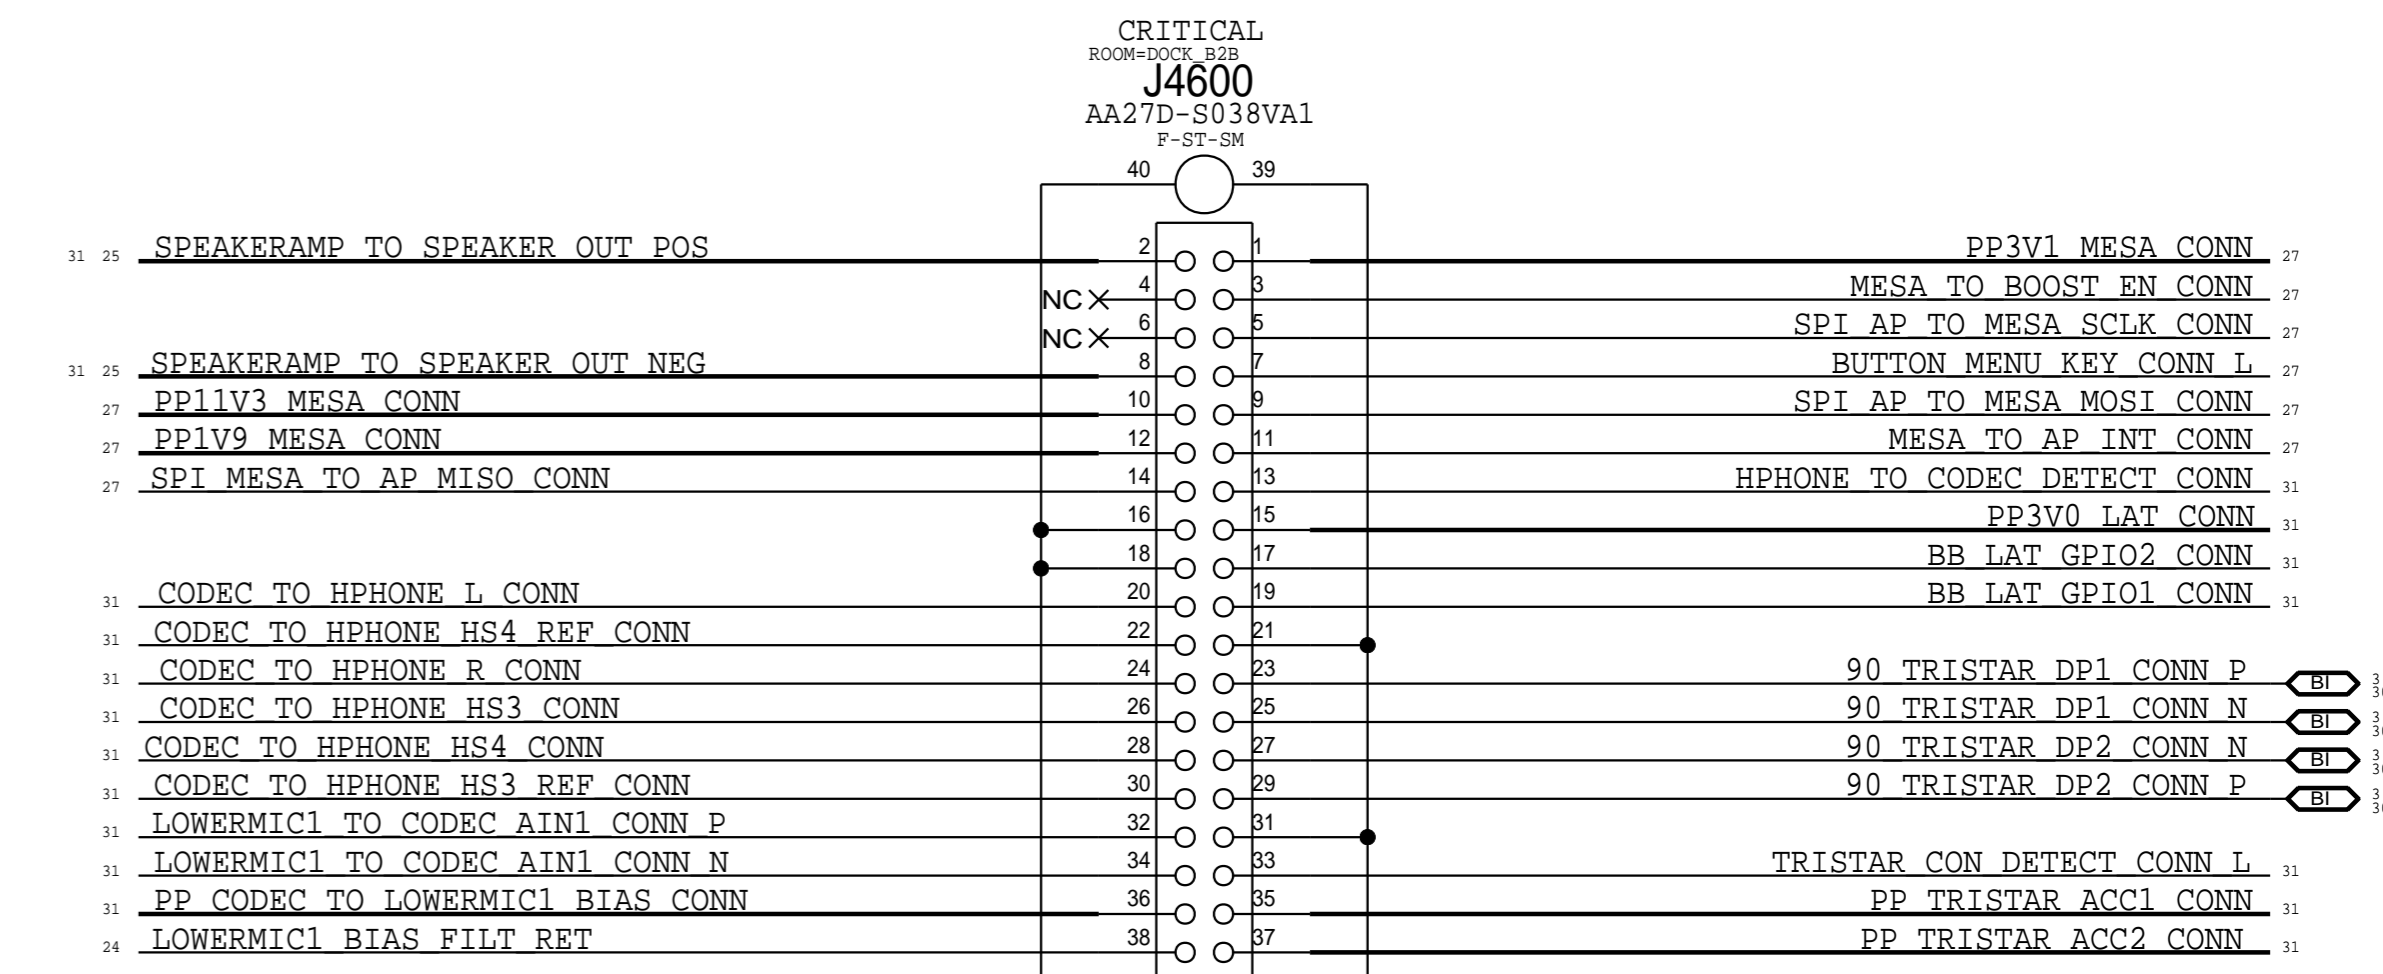 CRITICAL
ROOM=DOCK_B2B
J4600
AA27D-S038VA1
F-ST-SM
40 39
31 25 SPEAKERAMP_TO_SPEAKER_OUT_POS 2 1 PP3V1_MESA_CONN 27
NC 4 3 MESA_TO_BOOST_EN_CONN 27
NC 6 5 SPI_AP_TO_MESA_SCLK_CONN 27
31 25 SPEAKERAMP_TO_SPEAKER_OUT_NEG 8 7 BUTTON_MENU_KEY_CONN_L 27
27 PP11V3_MESA_CONN 10 9 SPI_AP_TO_MESA_MOSI_CONN 27
27 PP1V9_MESA_CONN 12 11 MESA_TO_AP_INT_CONN 27
27 SPI_MESA_TO_AP_MISO_CONN 14 13 HPHONE_TO_CODEC_DETECT_CONN 31
16 15 PP3V0_LAT_CONN 31
18 17 BB_LAT_GPIO2_CONN 31
31 CODEC_TO_HPHONE_L_CONN 20 19 BB_LAT_GPIO1_CONN 31
31 CODEC_TO_HPHONE_HS4_REF_CONN 22 21
31 CODEC_TO_HPHONE_R_CONN 24 23 90_TRISTAR_DP1_CONN_P BI
31 CODEC_TO_HPHONE_HS3_CONN 26 25 90_TRISTAR_DP1_CONN_N BI
31 CODEC_TO_HPHONE_HS4_CONN 28 27 90_TRISTAR_DP2_CONN_N BI
31 CODEC_TO_HPHONE_HS3_REF_CONN 30 29 90_TRISTAR_DP2_CONN_P BI
31 LOWERMIC1_TO_CODEC_AIN1_CONN_P 32 31
31 LOWERMIC1_TO_CODEC_AIN1_CONN_N 34 33 TRISTAR_CON_DETECT_CONN_L 31
31 PP_CODEC_TO_LOWERMIC1_BIAS_CONN 36 35 PP_TRISTAR_ACC1_CONN 31
24 LOWERMIC1_BIAS_FILT_RET 38 37 PP_TRISTAR_ACC2_CONN 31